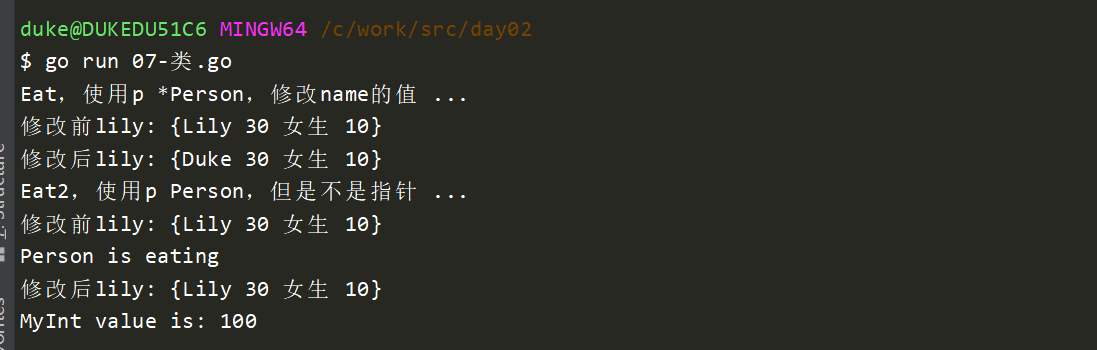 duke@DUKEDU51C6 MINGW64 /c/work/src/day02
$ go run 07-类.go
Eat，使用p *Person，修改name的值 ...
修改前lily: {Lily 30 女生 10}
修改后lily: {Duke 30 女生 10}
Eat2，使用p Person，但是不是指针 ...
修改前lily: {Lily 30 女生 10}
Person is eating
修改后lily: {Lily 30 女生 10}
MyInt value is: 100